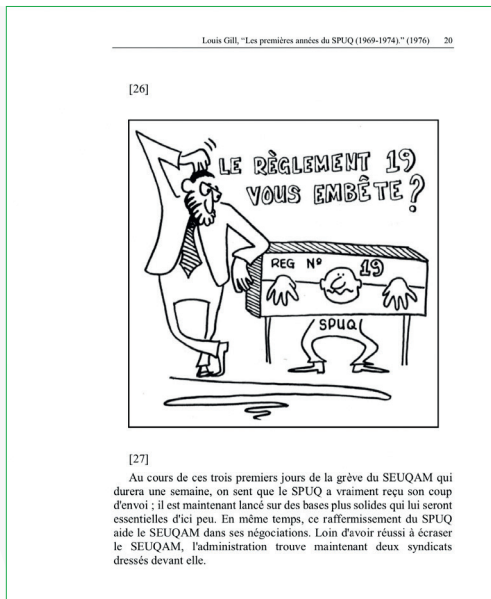 Louis Gill, “Les premières années du SPUQ (1969-1974).” (1976) 20
[26]
LE RÈGLEMENT 19
VOUS EMBÊTE ?
REG Nº 19
SPUQ
[27]
Au cours de ces trois premiers jours de la grève du SEUQAM qui
durera une semaine, on sent que le SPUQ a vraiment reçu son coup
d'envoi ; il est maintenant lancé sur des bases plus solides qui lui seront
essentielles d'ici peu. En même temps, ce raffermissement du SPUQ
aide le SEUQAM dans ses négociations. Loin d'avoir réussi à écraser
le SEUQAM, l'administration trouve maintenant deux syndicats
dressés devant elle.